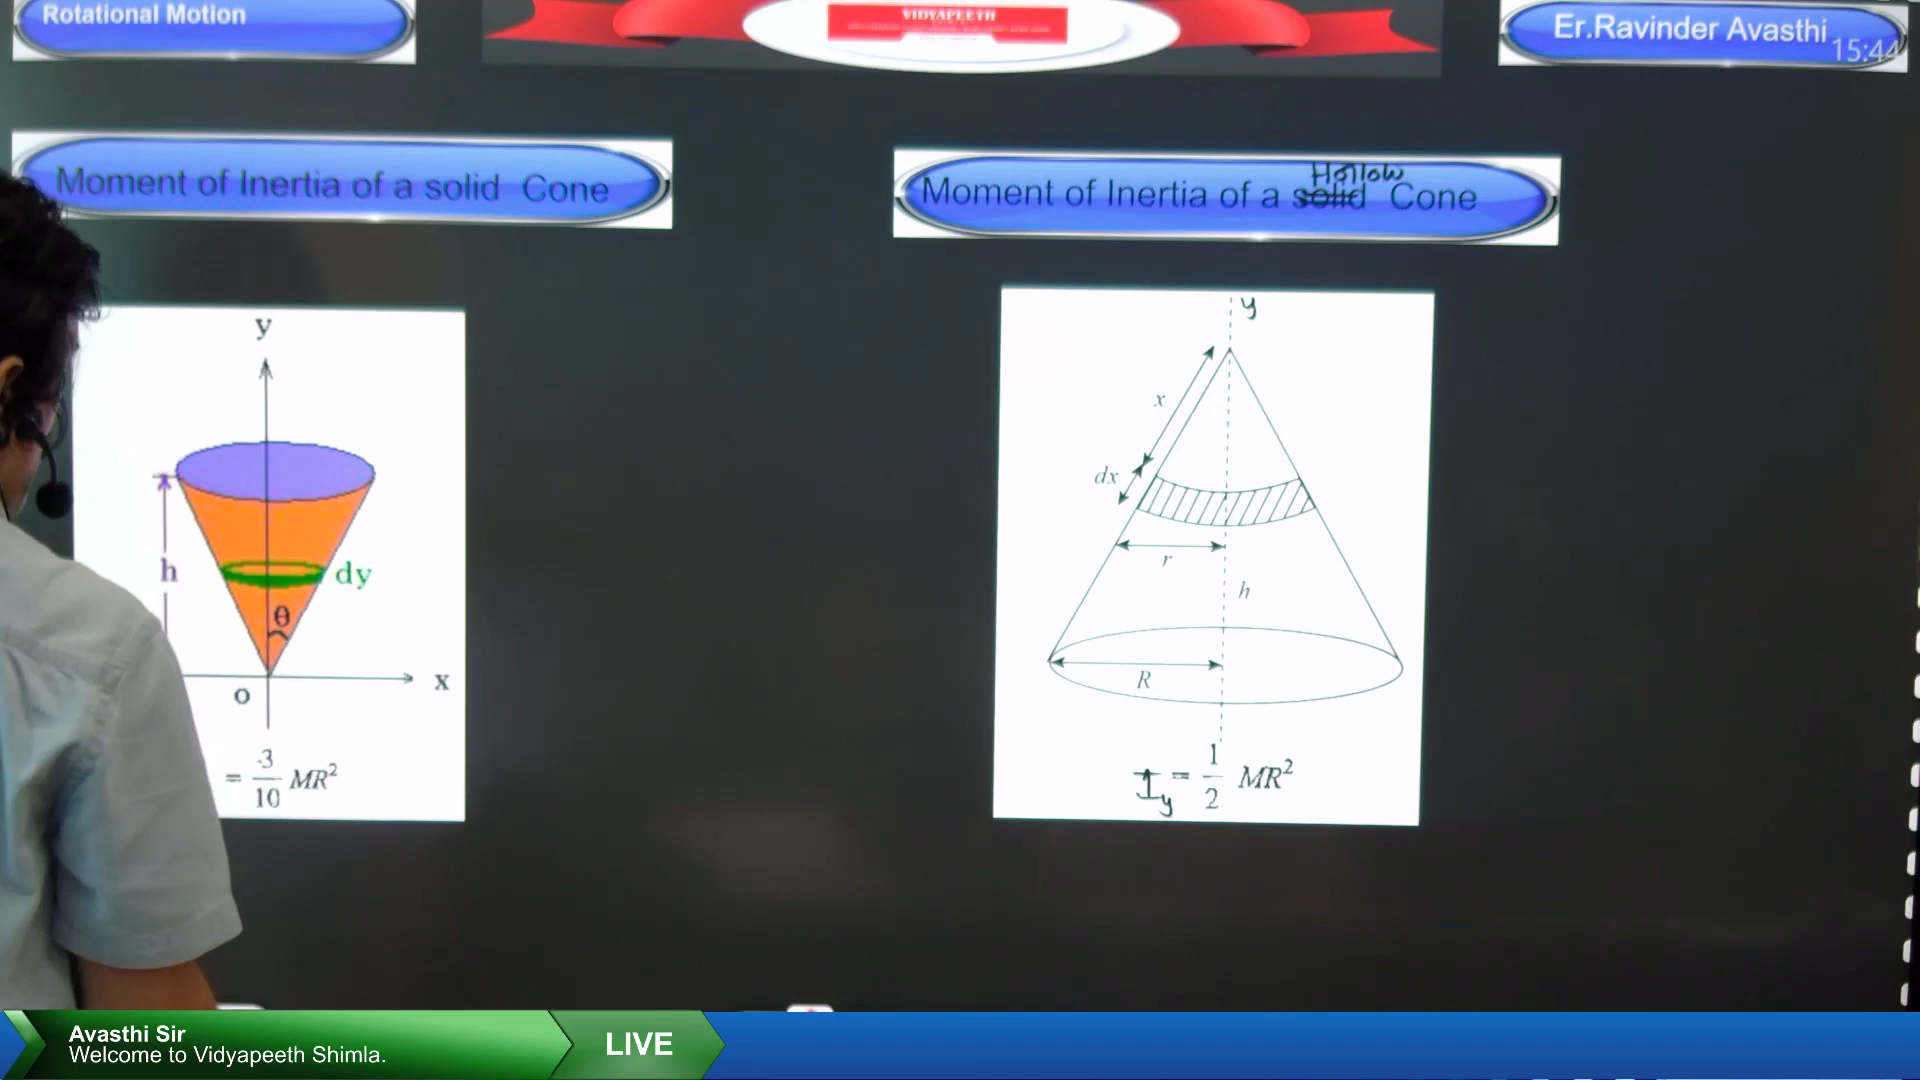 Rotational Motion
VIDYAPEETH
Er.Ravinder Avasthi
15:44
Moment of Inertia of a solid Cone
Hollow
Moment of Inertia of a solid Cone
y
h
dy
θ
o
x
= 3/10 MR²
y
x
dx
r
h
R
I_y = 1/2 MR²
Avasthi Sir
Welcome to Vidyapeeth Shimla.
LIVE